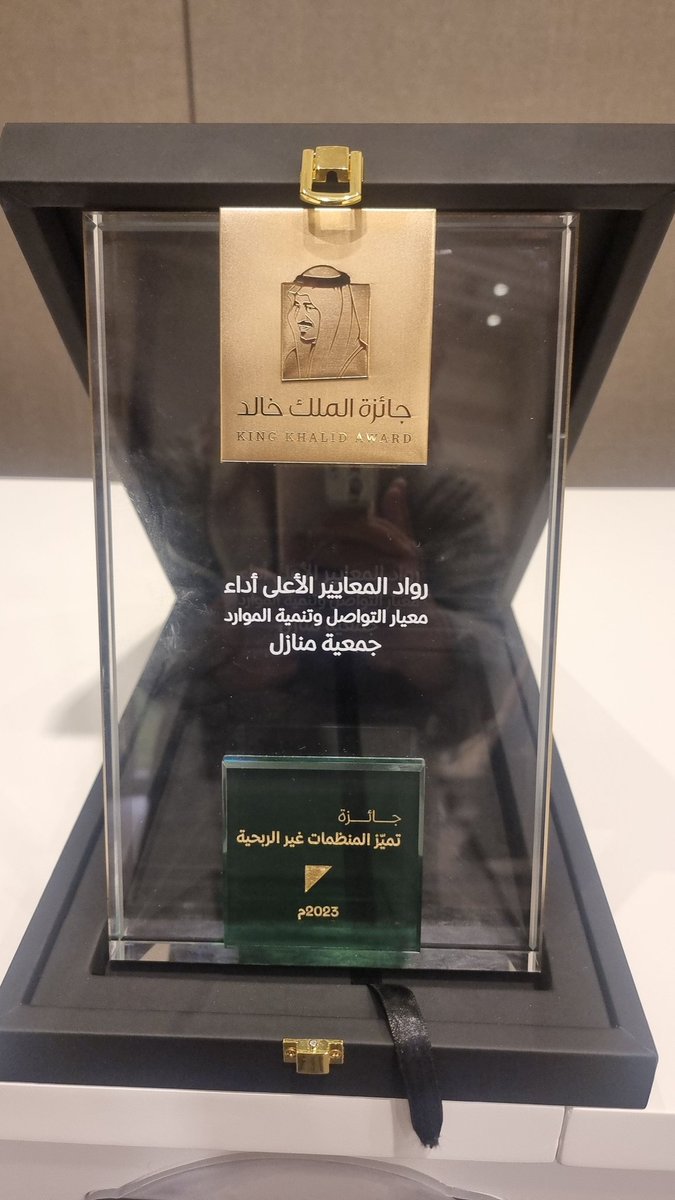 جائزة الملك خالد
KING KHALID AWARD
رواد المعايير الأعلى أداء
معيار التواصل وتنمية الموارد
جمعية منازل
جائزة
تميّز المنظمات غير الربحية
2023م